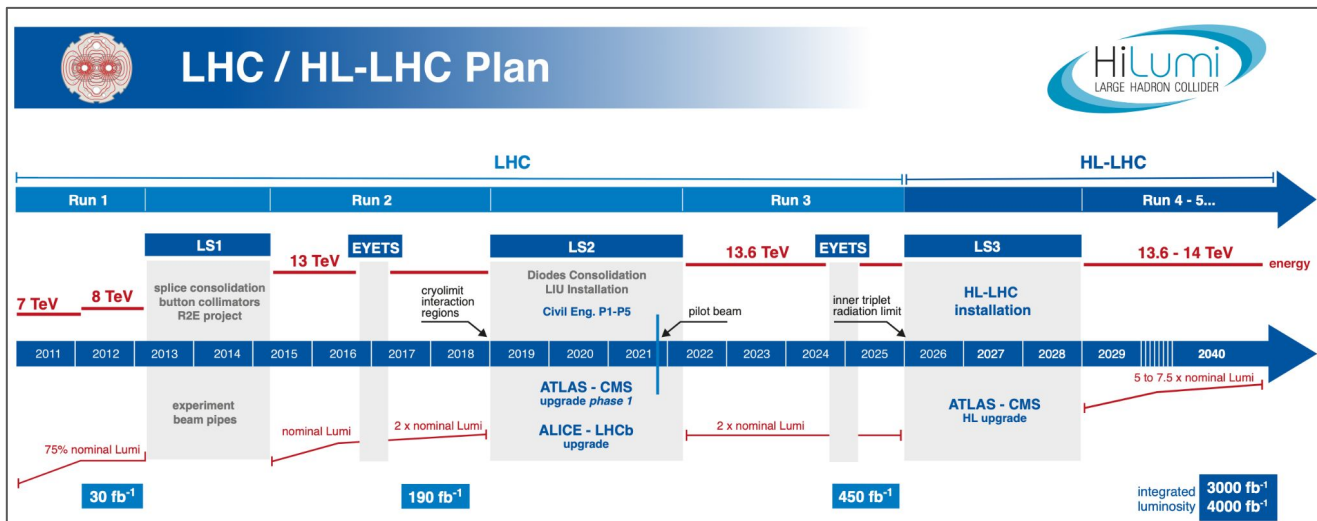 LHC / HL-LHC Plan
HiLumi
LARGE HADRON COLLIDER
LHC
HL-LHC
Run 1
Run 2
Run 3
Run 4 - 5...
LS1
EYETS
LS2
EYETS
LS3
13 TeV
13.6 TeV
13.6 - 14 TeV
energy
7 TeV
8 TeV
splice consolidation
button collimators
R2E project
cryolimit
interaction
regions
Diodes Consolidation
LIU Installation
Civil Eng. P1-P5
pilot beam
inner triplet
radiation limit
HL-LHC
installation
2011 2012 2013 2014 2015 2016 2017 2018 2019 2020 2021 2022 2023 2024 2025 2026 2027 2028 2029 2040
experiment
beam pipes
ATLAS - CMS
upgrade phase 1
ALICE - LHCb
upgrade
ATLAS - CMS
HL upgrade
75% nominal Lumi
nominal Lumi
2 x nominal Lumi
2 x nominal Lumi
5 to 7.5 x nominal Lumi
30 fb⁻¹
190 fb⁻¹
450 fb⁻¹
integrated
luminosity
3000 fb⁻¹
4000 fb⁻¹